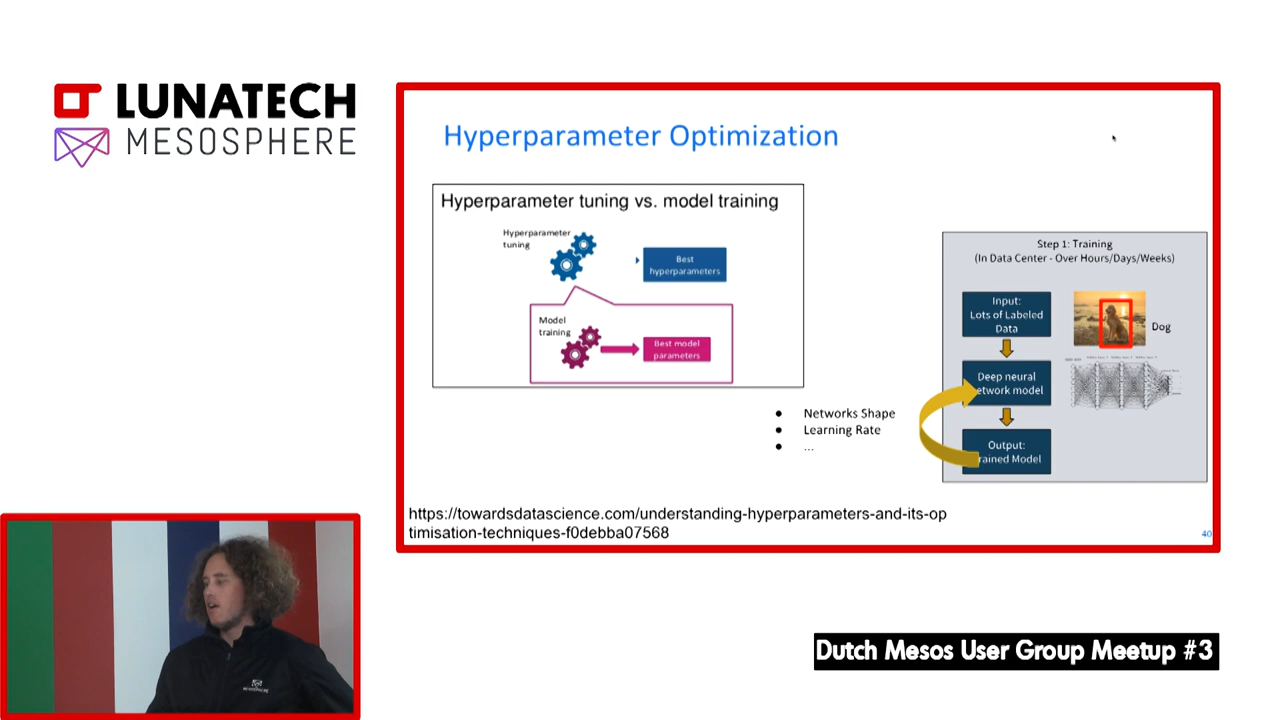 LUNATECH
MESOSPHERE
Hyperparameter Optimization
Hyperparameter tuning vs. model training
Hyperparameter
tuning
Best
hyperparameters
Model
training
Best model
parameters
Step 1: Training
(In Data Center - Over Hours/Days/Weeks)
Input:
Lots of Labeled
Data
Dog
Deep neural
etwork model
Output:
rained Model
● Networks Shape
● Learning Rate
● ...
https://towardsdatascience.com/understanding-hyperparameters-and-its-op
timisation-techniques-f0debba07568
40
MESOSPHERE
Dutch Mesos User Group Meetup #3